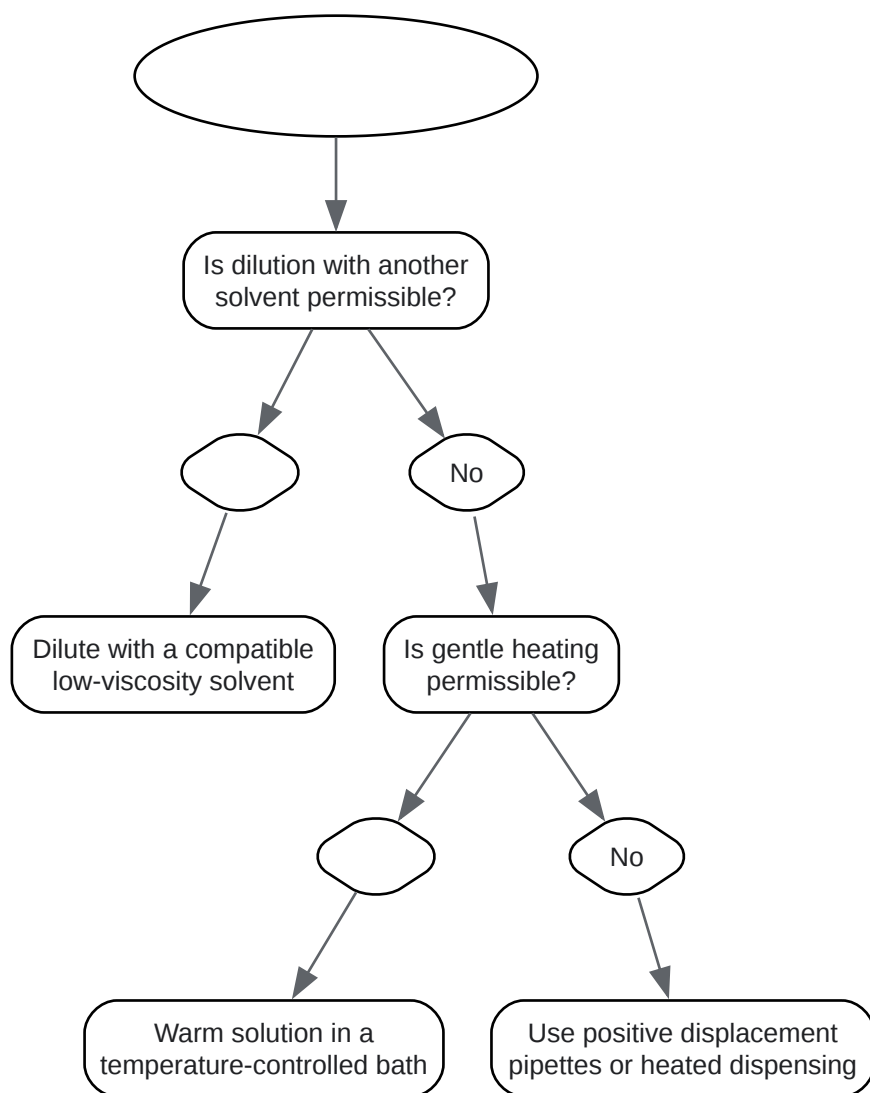 Is dilution with another
solvent permissible?
No
Dilute with a compatible
low-viscosity solvent
Is gentle heating
permissible?
No
Warm solution in a
temperature-controlled bath
Use positive displacement
pipettes or heated dispensing